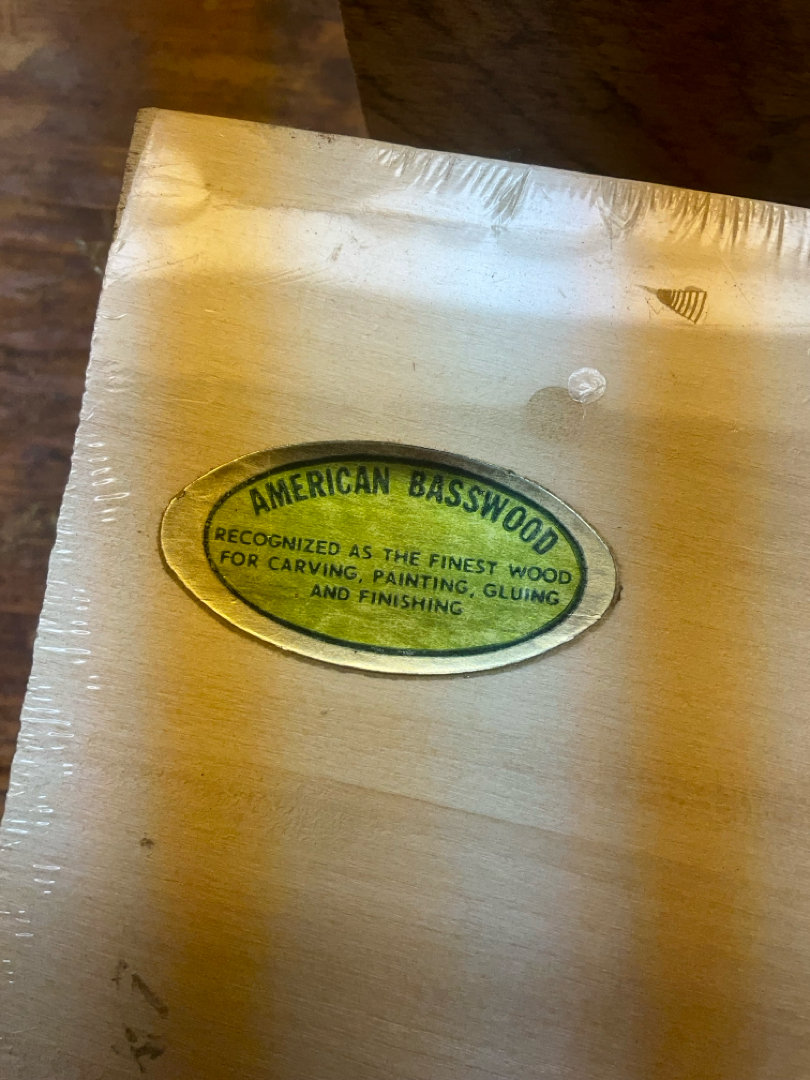 AMERICAN BASSWOOD
RECOGNIZED AS THE FINEST WOOD
FOR CARVING, PAINTING, GLUING
AND FINISHING